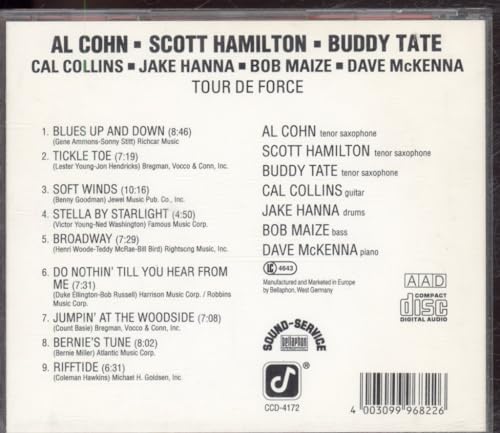 AL COHN ▪ SCOTT HAMILTON ▪ BUDDY TATE
CAL COLLINS ▪ JAKE HANNA ▪ BOB MAIZE ▪ DAVE McKENNA
TOUR DE FORCE
1. BLUES UP AND DOWN (8:46)
(Gene Ammons-Sonny Stitt) Richcar Music
2. TICKLE TOE (7:19)
(Lester Young-Jon Hendricks) Bregman, Vocco & Conn, Inc.
3. SOFT WINDS (10:16)
(Benny Goodman) Jewel Music Pub. Co., Inc.
4. STELLA BY STARLIGHT (4:50)
(Victor Young-Ned Washington) Famous Music Corp.
5. BROADWAY (7:29)
(Henri Woode-Teddy McRae-Bill Bird) Rightsong Music, Inc.
6. DO NOTHIN' TILL YOU HEAR FROM
ME (7:31)
(Duke Ellington-Bob Russell) Harrison Music Corp. / Robbins
Music Corp.
7. JUMPIN' AT THE WOODSIDE (7:08)
(Count Basie) Bregman, Vocco & Conn, Inc.
8. BERNIE'S TUNE (8:02)
(Bernie Miller) Atlantic Music Corp.
9. RIFFTIDE (6:31)
(Coleman Hawkins) Michael H. Goldsen, Inc.
AL COHN tenor saxophone
SCOTT HAMILTON tenor saxophone
BUDDY TATE tenor saxophone
CAL COLLINS guitar
JAKE HANNA drums
BOB MAIZE bass
DAVE McKENNA piano
LC 4643
Manufactured and Marketed in Europe
by Bellaphon, West Germany
AAD
COMPACT
disc
DIGITAL AUDIO
SOUND-SERVICE
bellaphon
CCD-4172
4 003099 968226